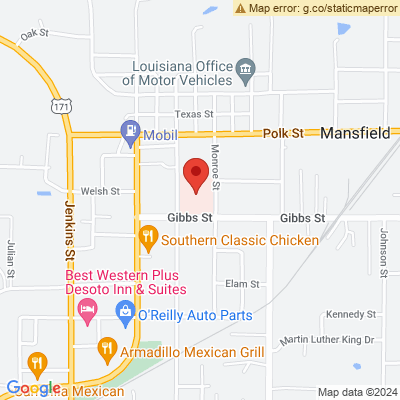 Map error: g.co/staticmaperror
Oak St
Louisiana Office
of Motor Vehicles
171
Texas St
Mobil
Polk St
Mansfield
Monroe St
Welsh St
Jenkins St
Gibbs St
Gibbs St
Southern Classic Chicken
Julian St
Johnson St
Best Western Plus
Desoto Inn & Suites
Elam St
O'Reilly Auto Parts
Kennedy St
Martin Luther King Dr
Armadillo Mexican Grill
Google
Mexican
Map data ©2024